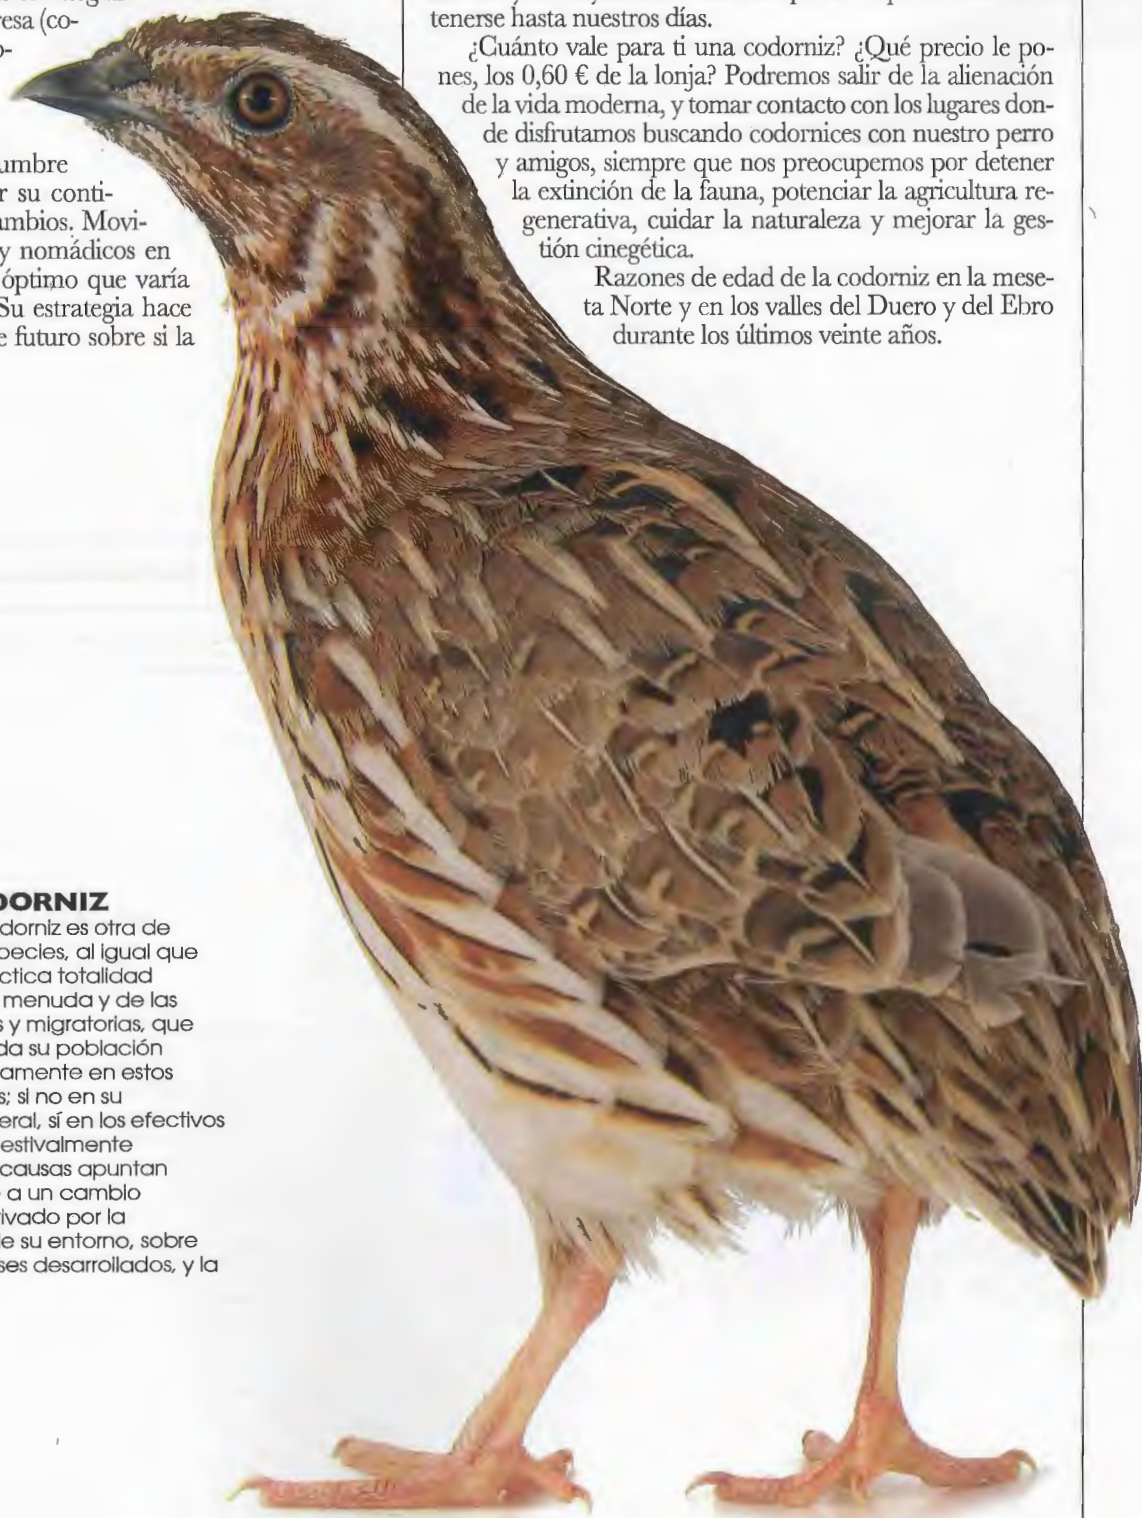 resa (co-
o-
umbre
r su conti-
ambios. Movi-
y nomádicos en
óptimo que varía
Su estrategia hace
e futuro sobre si la
tenerse hasta nuestros días.
¿Cuánto vale para ti una codorniz? ¿Qué precio le po-
nes, los 0,60 € de la lonja? Podremos salir de la alienación
de la vida moderna, y tomar contacto con los lugares don-
de disfrutamos buscando codornices con nuestro perro
y amigos, siempre que nos preocupemos por detener
la extinción de la fauna, potenciar la agricultura re-
generativa, cuidar la naturaleza y mejorar la ges-
tión cinegética.
Razones de edad de la codorniz en la mese-
ta Norte y en los valles del Duero y del Ebro
durante los últimos veinte años.
DORNIZ
dorniz es otra de
pecies, al igual que
ctica totalidad
menuda y de las
s y migratorias, que
da su población
amente en estos
s; si no en su
eral, sí en los efectivos
estivalmente
causas apuntan
a un cambio
ivado por la
de su entorno, sobre
ses desarrollados, y la